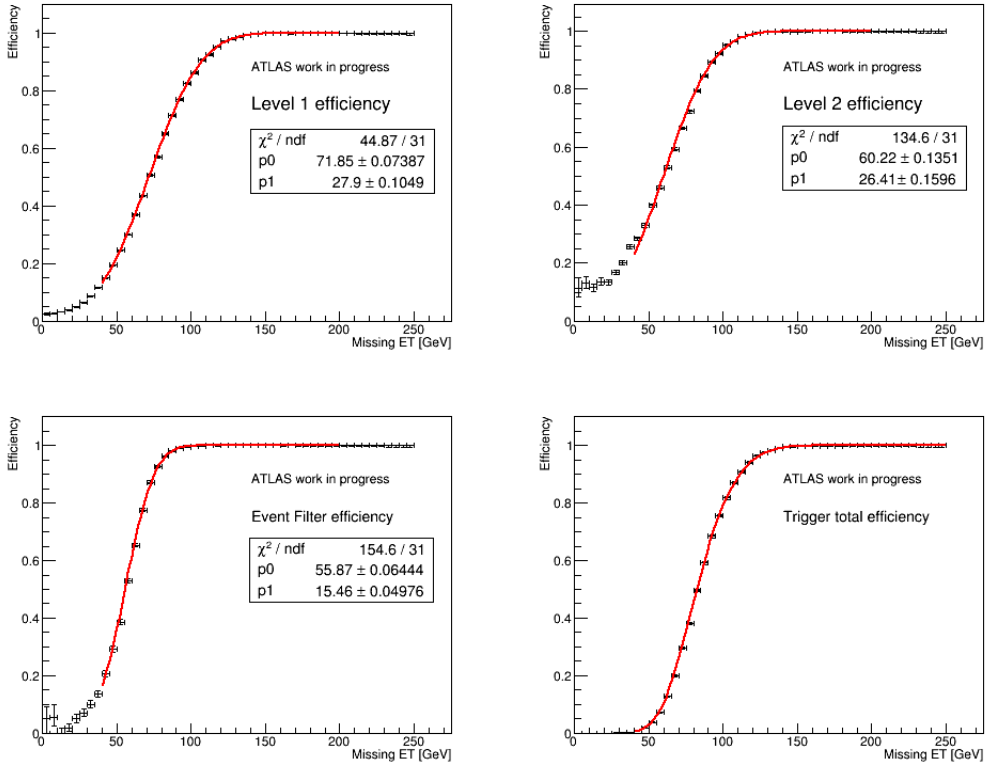 Efficiency
1
0.8
0.6
0.4
0.2
0
ATLAS work in progress
Level 1 efficiency
χ² / ndf 44.87 / 31
p0 71.85 ± 0.07387
p1 27.9 ± 0.1049
0 50 100 150 200 250
Missing ET [GeV]
Efficiency
1
0.8
0.6
0.4
0.2
0
ATLAS work in progress
Level 2 efficiency
χ² / ndf 134.6 / 31
p0 60.22 ± 0.1351
p1 26.41 ± 0.1596
0 50 100 150 200 250
Missing ET [GeV]
Efficiency
1
0.8
0.6
0.4
0.2
0
ATLAS work in progress
Event Filter efficiency
χ² / ndf 154.6 / 31
p0 55.87 ± 0.06444
p1 15.46 ± 0.04976
0 50 100 150 200 250
Missing ET [GeV]
Efficiency
1
0.8
0.6
0.4
0.2
0
ATLAS work in progress
Trigger total efficiency
0 50 100 150 200 250
Missing ET [GeV]